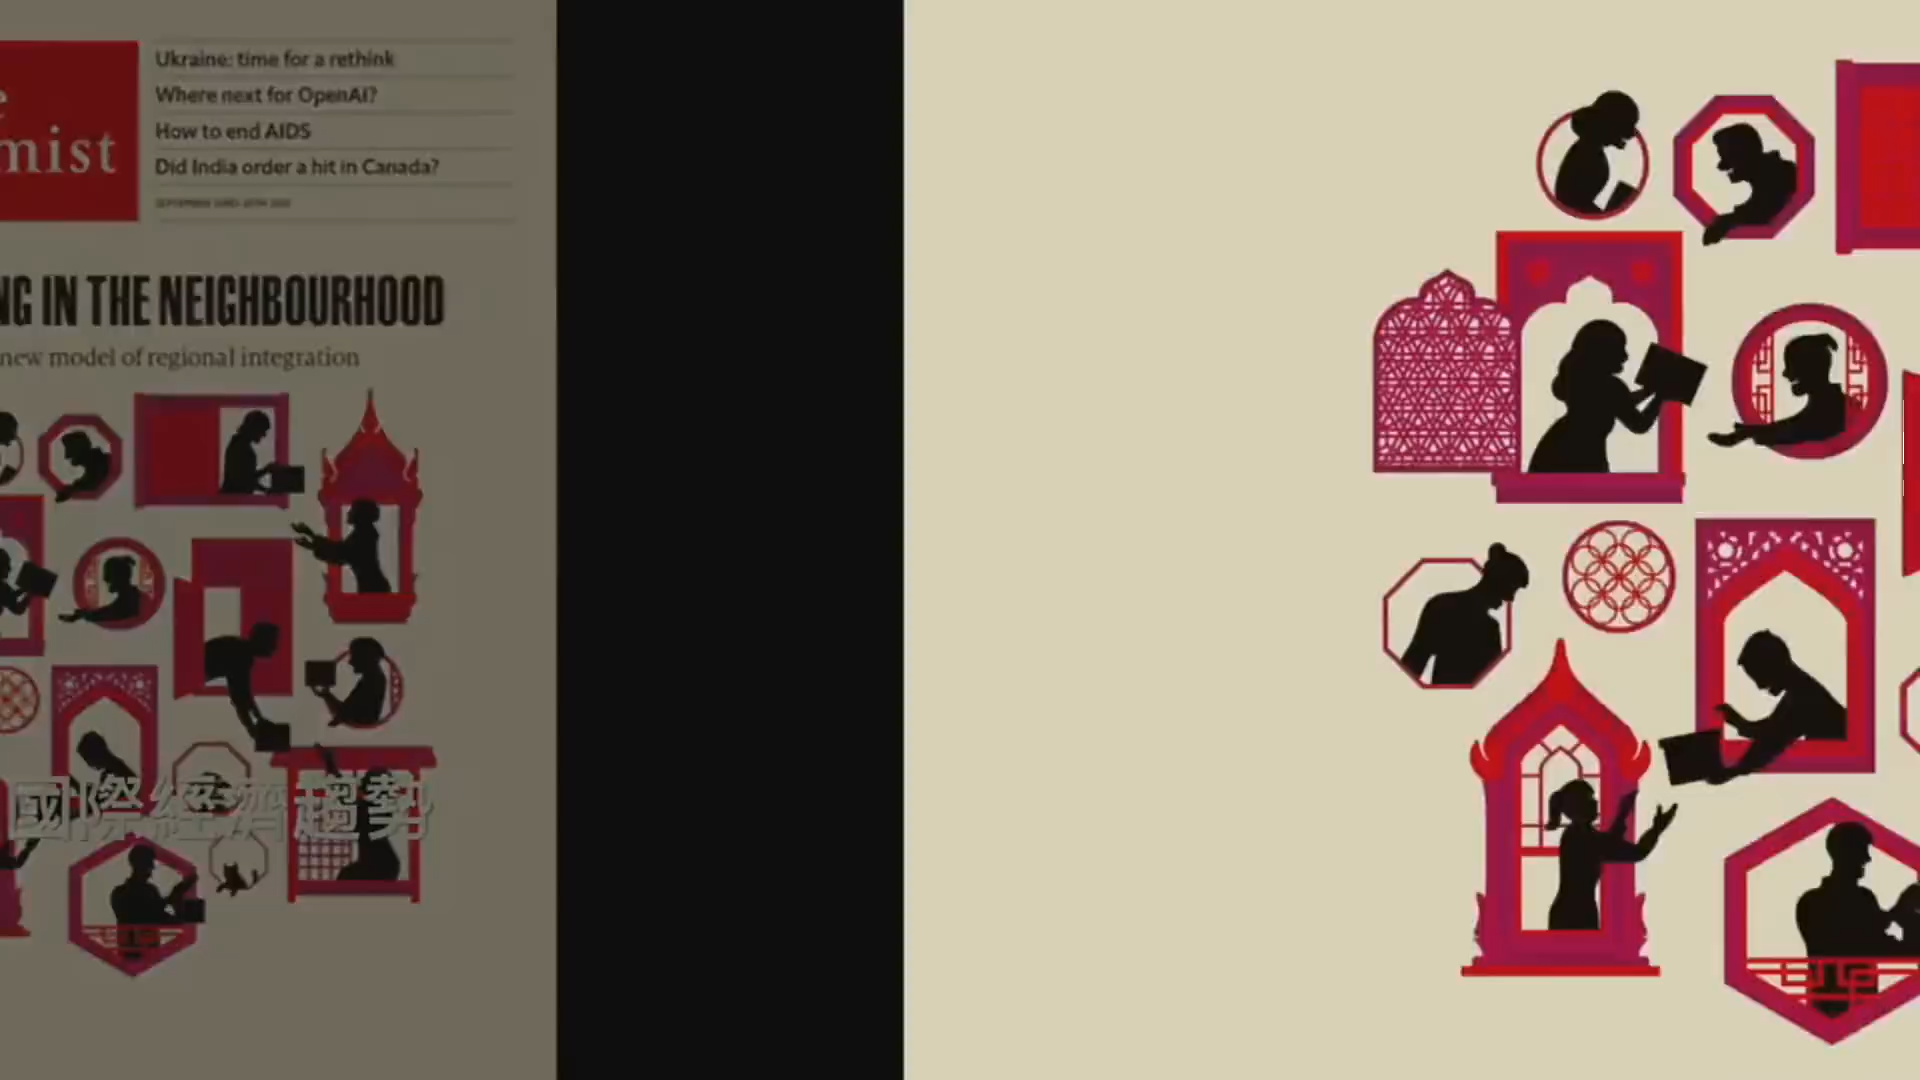 e
mist
Ukraine: time for a rethink
Where next for OpenAI?
How to end AIDS
Did India order a hit in Canada?
NG IN THE NEIGHBOURHOOD
new model of regional integration
國際經濟趨勢